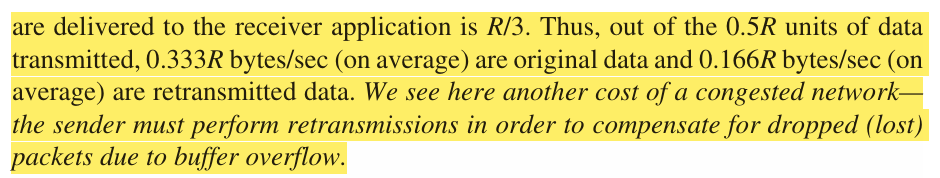 are delivered to the receiver application is R/3. Thus, out of the 0.5R units of data
transmitted, 0.333R bytes/sec (on average) are original data and 0.166R bytes/sec (on
average) are retransmitted data. We see here another cost of a congested network—
the sender must perform retransmissions in order to compensate for dropped (lost)
packets due to buffer overflow.